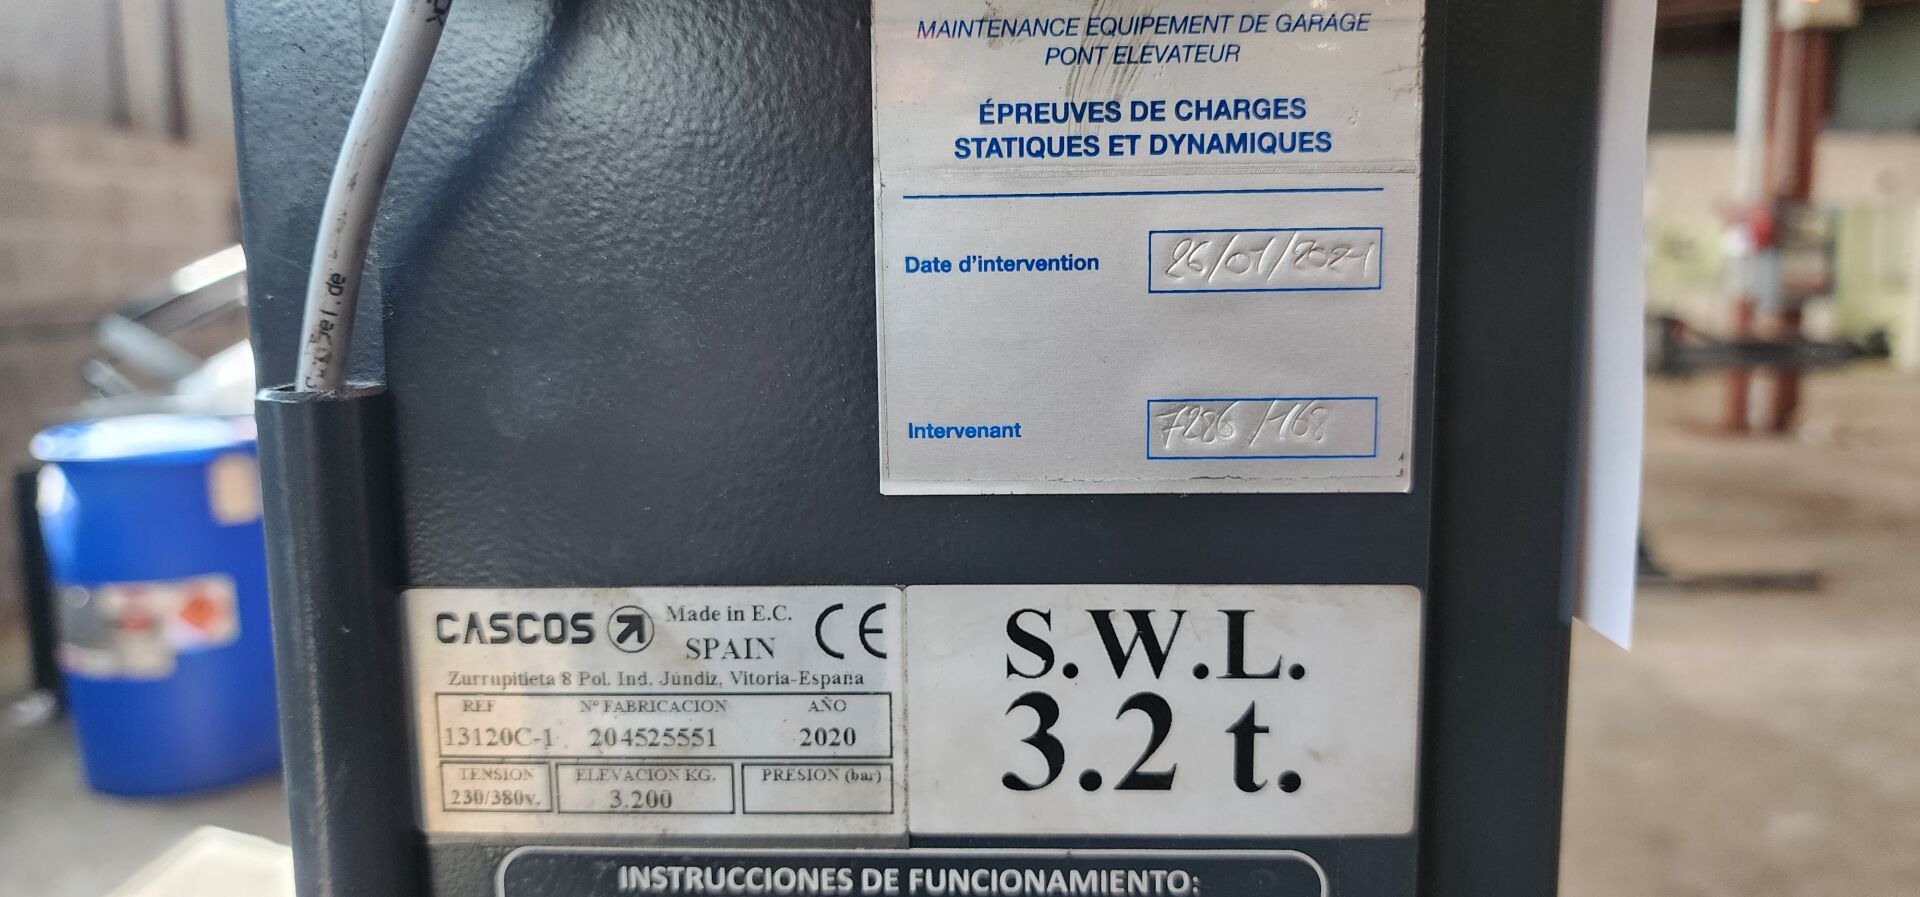 MAINTENANCE EQUIPEMENT DE GARAGE
PONT ELEVATEUR
ÉPREUVES DE CHARGES
STATIQUES ET DYNAMIQUES
Date d'intervention 26/01/2021
Intervenant 7286/168
CASCOS Made in E.C. CE
SPAIN
Zurrupitieta 8 Pol. Ind. Júndiz, Vitoria-España
REF Nº FABRICACION AÑO
13120C-1 204525551 2020
TENSION ELEVACION KG. PRESION (bar)
230/380v. 3.200
S.W.L.
3.2 t.
INSTRUCCIONES DE FUNCIONAMIENTO: